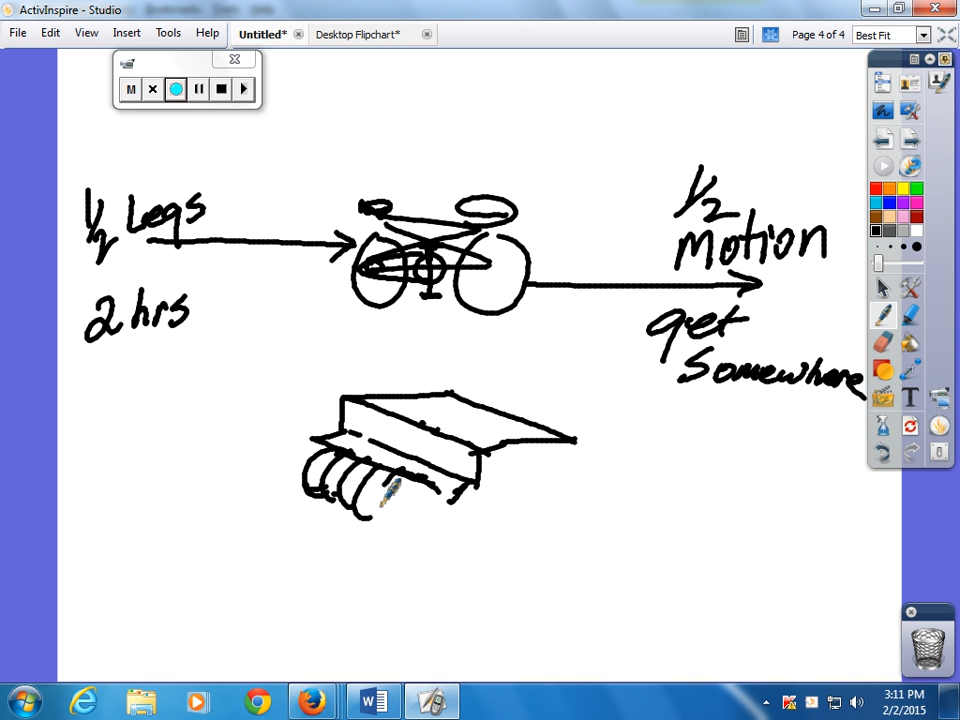 ActivInspire - Studio
File Edit View Insert Tools Help
Untitled* Desktop Flipchart*
Page 4 of 4 Best Fit
M
1/2 Legs
2 hrs
1/2
Motion
get
Somewhere
T
W
3:11 PM
2/2/2015